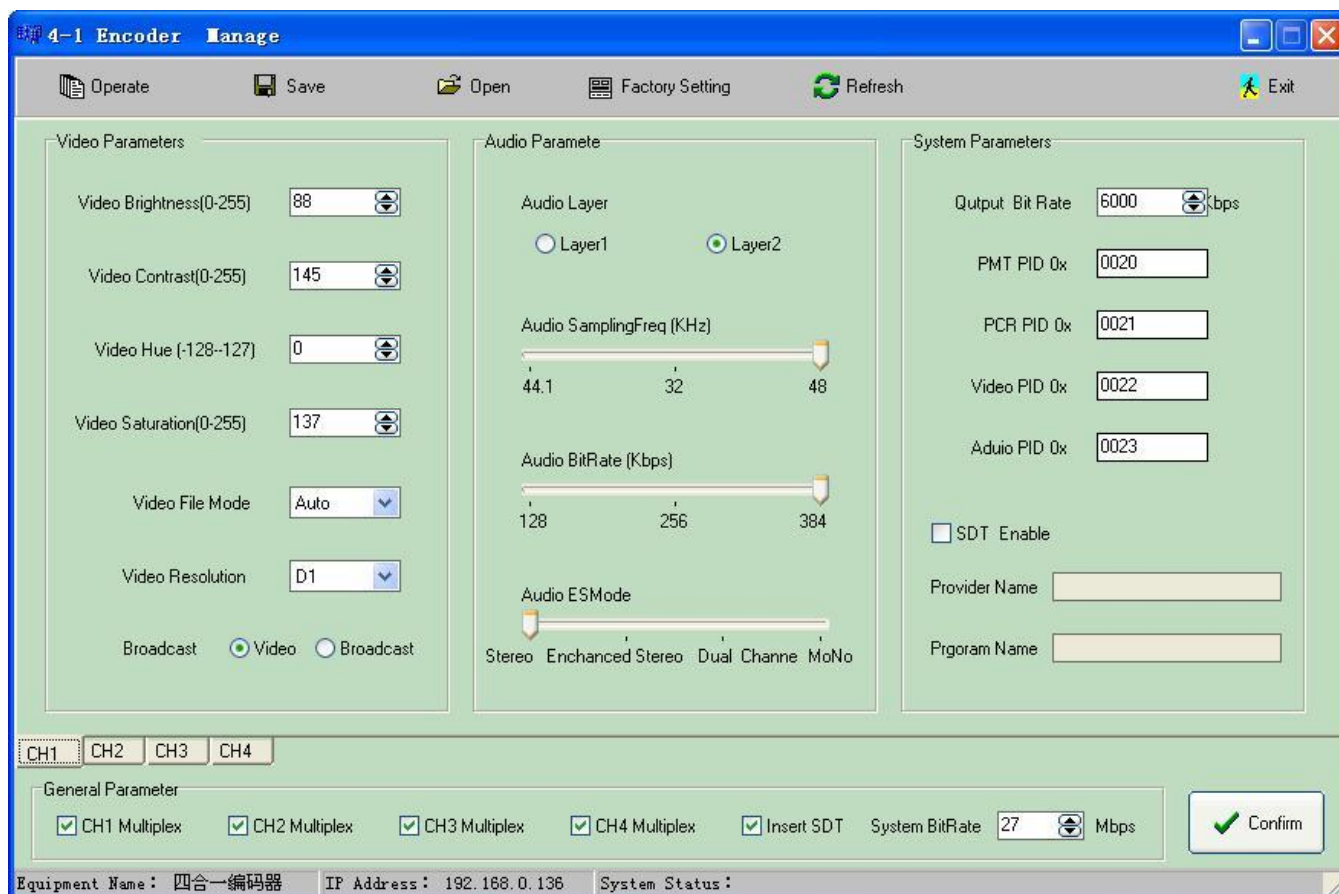 4-1 Encoder Manage
Operate Save Open Factory Setting Refresh Exit
Video Parameters
Video Brightness(0-255) 88
Video Contrast(0-255) 145
Video Hue (-128--127) 0
Video Saturation(0-255) 137
Video File Mode Auto
Video Resolution D1
Broadcast Video Broadcast
Audio Paramete
Audio Layer
Layer1 Layer2
Audio SamplingFreq (KHz)
44.1 32 48
Audio BitRate (Kbps)
128 256 384
Audio ESMode
Stereo Enchanced Stereo Dual Channe MoNo
System Parameters
Qutput Bit Rate 6000 Kbps
PMT PID 0x 0020
PCR PID 0x 0021
Video PID 0x 0022
Aduio PID 0x 0023
SDT Enable
Provider Name
Prgoram Name
CH1 CH2 CH3 CH4
General Parameter
CH1 Multiplex CH2 Multiplex CH3 Multiplex CH4 Multiplex Insert SDT System BitRate 27 Mbps
Confirm
Equipment Name: 四合一编码器 IP Address: 192.168.0.136 System Status: